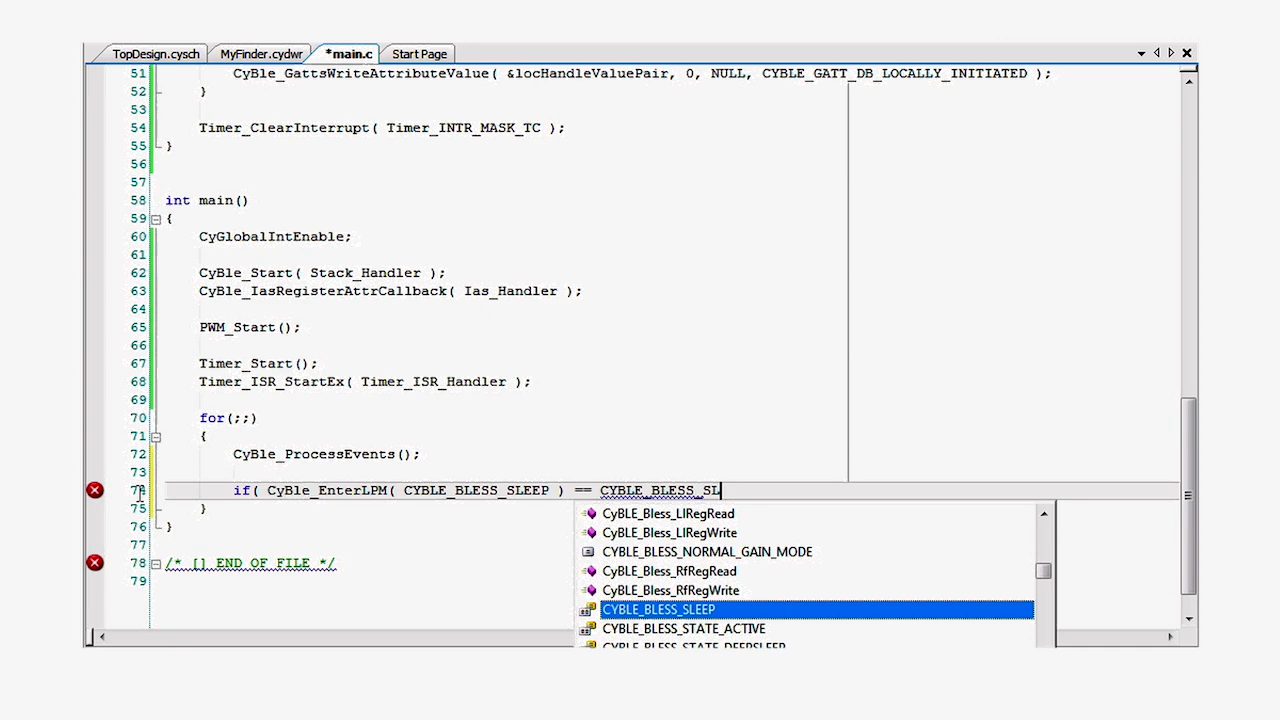 TopDesign.cysch MyFinder.cydwr *main.c Start Page
51 CyBle_GattsWriteAttributeValue( &locHandleValuePair, 0, NULL, CYBLE_GATT_DB_LOCALLY_INITIATED );
52 }
53
54 Timer_ClearInterrupt( Timer_INTR_MASK_TC );
55 }
56
57
58 int main()
59 {
60 CyGlobalIntEnable;
61
62 CyBle_Start( Stack_Handler );
63 CyBle_IasRegisterAttrCallback( Ias_Handler );
64
65 PWM_Start();
66
67 Timer_Start();
68 Timer_ISR_StartEx( Timer_ISR_Handler );
69
70 for(;;)
71 {
72 CyBle_ProcessEvents();
73
74 if( CyBle_EnterLPM( CYBLE_BLESS_SLEEP ) == CYBLE_BLESS_SL
75 }
76 }
77
78 /* [] END OF FILE */
79
CyBLE_Bless_LlRegRead
CyBLE_Bless_LlRegWrite
CYBLE_BLESS_NORMAL_GAIN_MODE
CyBLE_Bless_RfRegRead
CyBLE_Bless_RfRegWrite
CYBLE_BLESS_SLEEP
CYBLE_BLESS_STATE_ACTIVE
CYBLE_BLESS_STATE_DEEPSLEEP